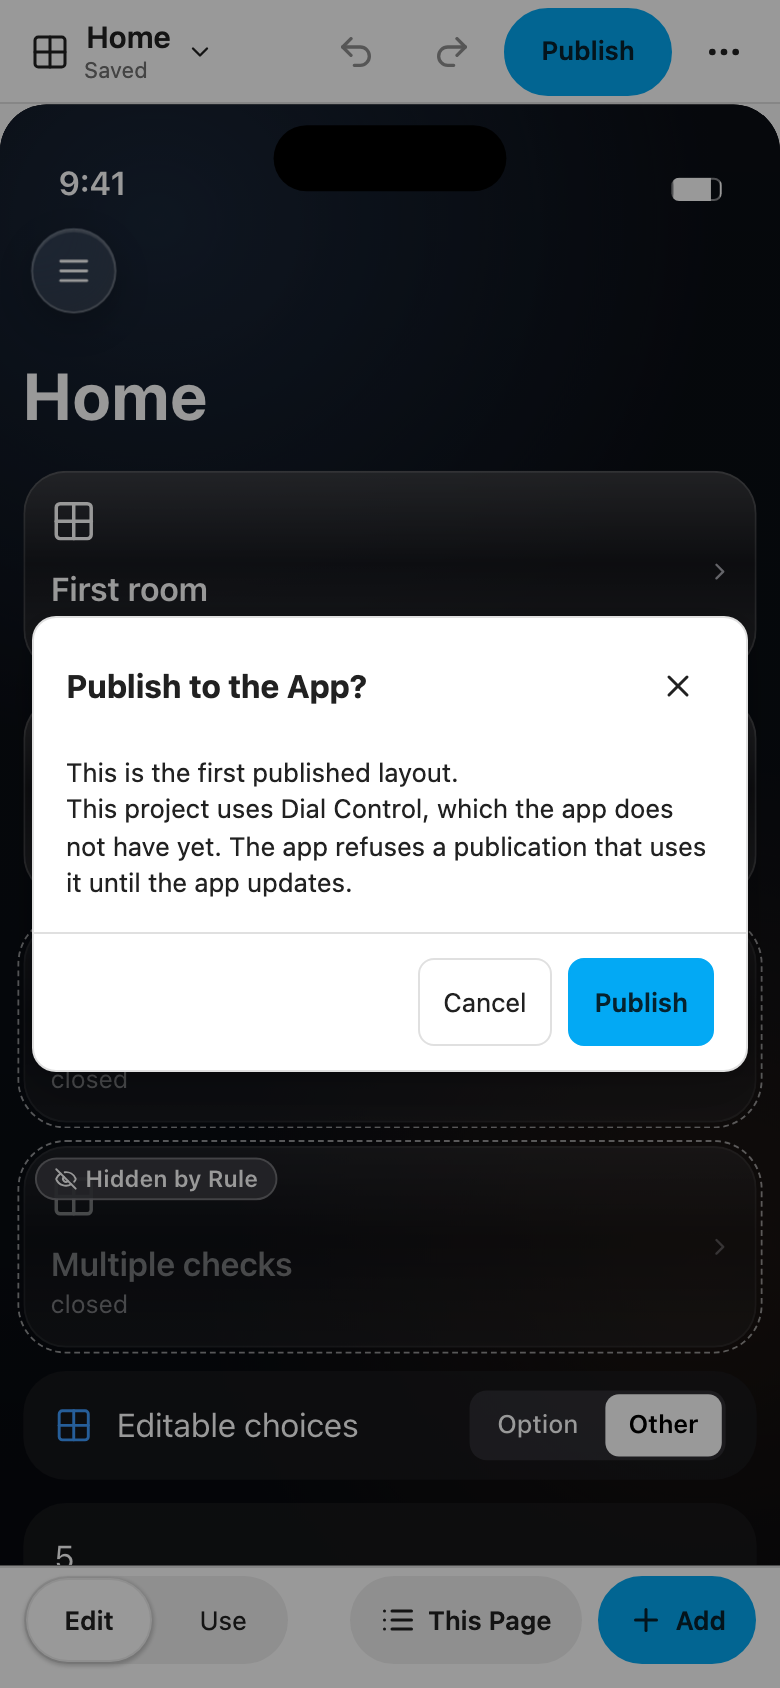 Home
Saved
Publish
9:41
Home
First room
Publish to the App?
This is the first published layout.
This project uses Dial Control, which the app does
not have yet. The app refuses a publication that uses
it until the app updates.
Cancel
Publish
closed
Hidden by Rule
Multiple checks
closed
Editable choices
Option
Other
5
Edit
Use
This Page
Add